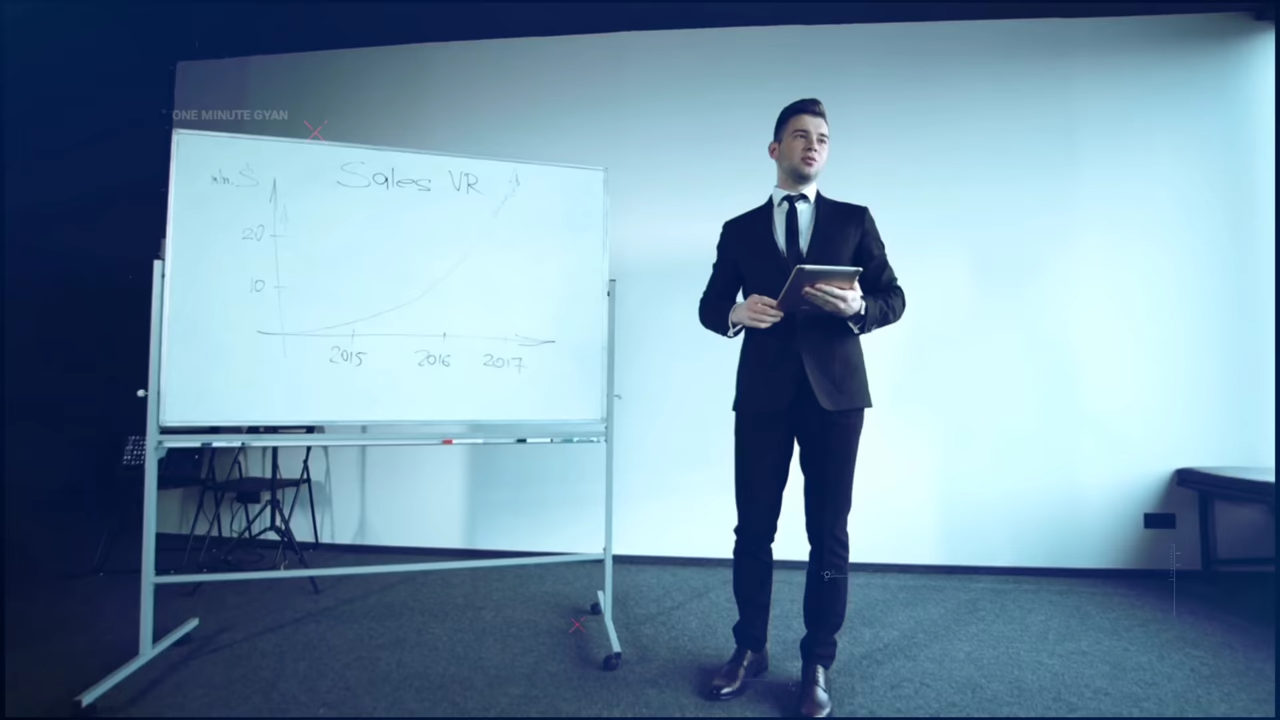 ONE MINUTE GYAN
Sales VR
mln. $
20
10
2015 2016 2017